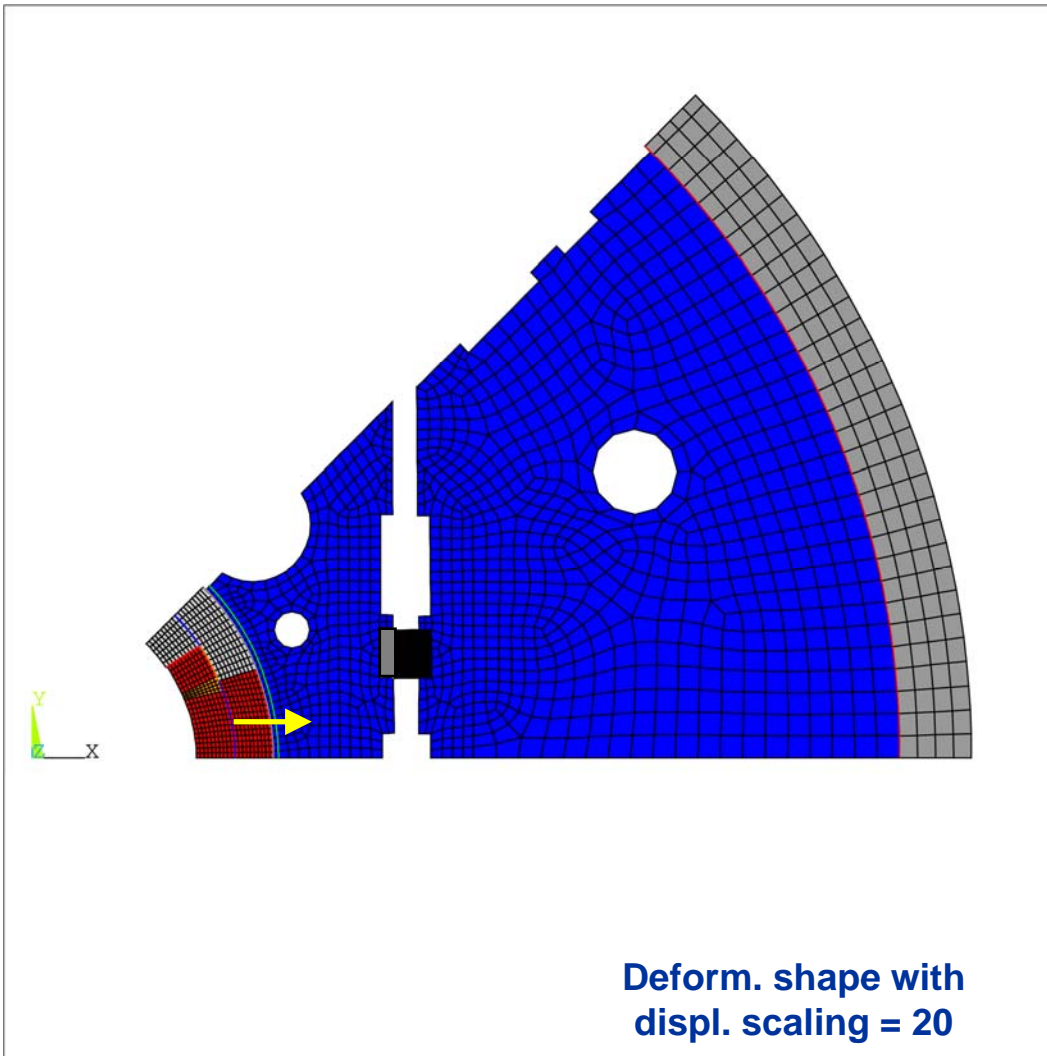 Y
Z X
Deform. shape with
displ. scaling = 20